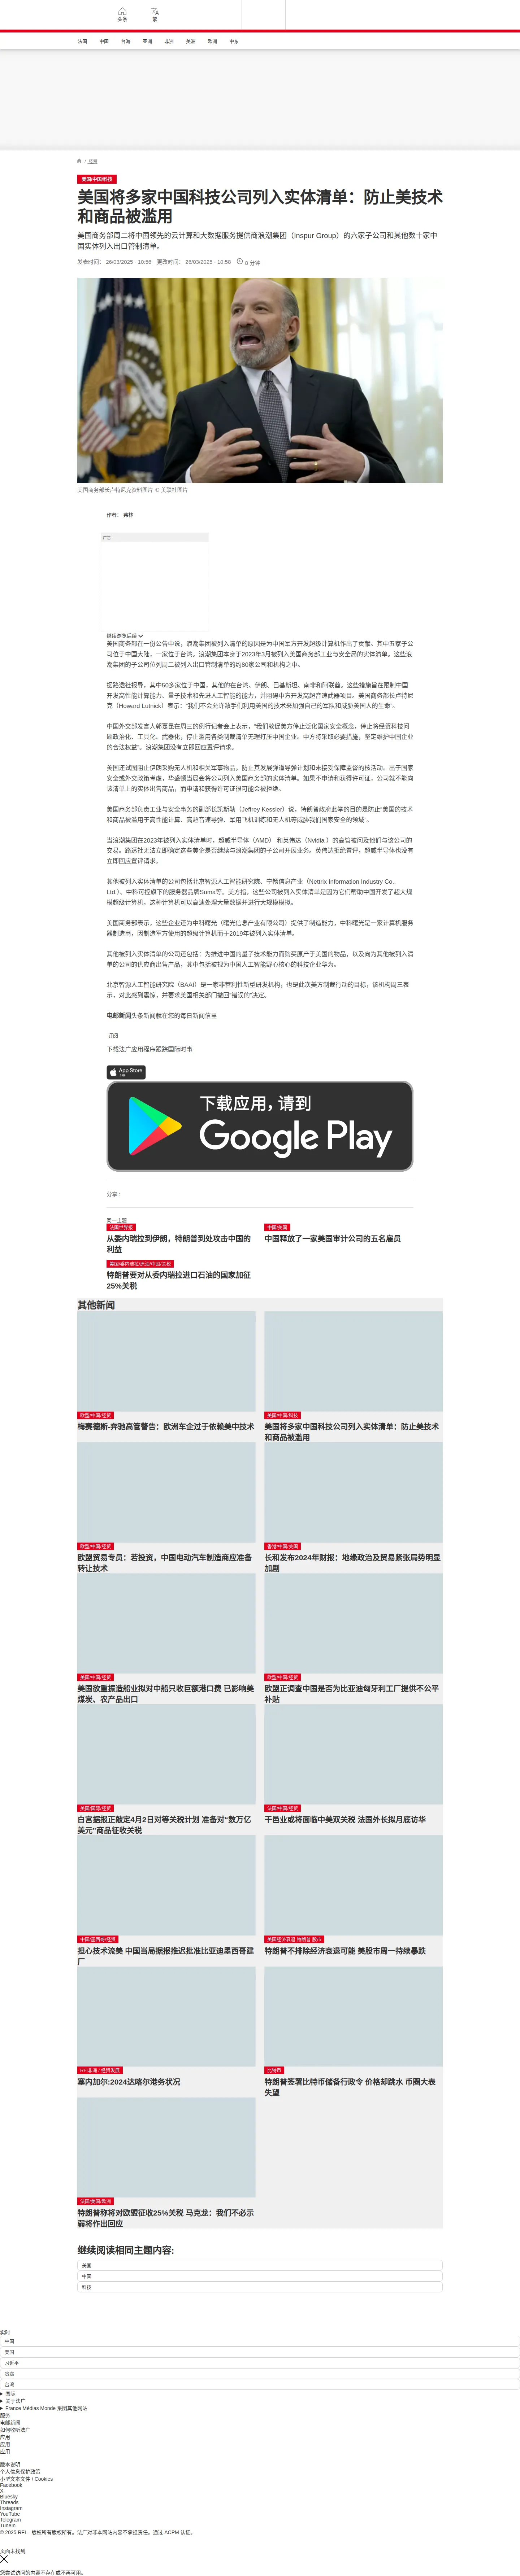 头条
繁
法国
中国
台海
亚洲
非洲
美洲
欧洲
中东
/ 经贸
美国/中国/科技
美国将多家中国科技公司列入实体清单：防止美技术
和商品被滥用
美国商务部周二将中国领先的云计算和大数据服务提供商浪潮集团（Inspur Group）的六家子公司和其他数十家中
国实体列入出口管制清单。
发表时间： 26/03/2025 - 10:56 更改时间： 26/03/2025 - 10:58 8 分钟
美国商务部长卢特尼克资料图片 © 美联社图片
作者： 弗林
广告
继续浏览后续
美国商务部在一份公告中说，浪潮集团被列入清单的原因是为中国军方开发超级计算机作出了贡献。其中五家子公
司位于中国大陆，一家位于台湾。浪潮集团本身于2023年3月被列入美国商务部工业与安全局的实体清单。这些浪
潮集团的子公司位列周二被列入出口管制清单的约80家公司和机构之中。
据路透社报导，其中50多家位于中国，其他的在台湾、伊朗、巴基斯坦、南非和阿联酋。这些措施旨在限制中国
开发高性能计算能力、量子技术和先进人工智能的能力，并阻碍中方开发高超音速武器项目。美国商务部长卢特尼
克（Howard Lutnick）表示：“我们不会允许敌手们利用美国的技术来加强自己的军队和威胁美国人的生命”。
中国外交部发言人郭嘉昆在周三的例行记者会上表示，“我们敦促美方停止泛化国家安全概念，停止将经贸科技问
题政治化、工具化、武器化，停止滥用各类制裁清单无理打压中国企业。中方将采取必要措施，坚定维护中国企业
的合法权益”。浪潮集团没有立即回应置评请求。
美国还试图阻止伊朗采购无人机和相关军事物品，防止其发展弹道导弹计划和未接受保障监督的核活动。出于国家
安全或外交政策考虑，华盛顿当局会将公司列入美国商务部的实体清单。如果不申请和获得许可证，公司就不能向
该清单上的实体出售商品，而申请和获得许可证很可能会被拒绝。
美国商务部负责工业与安全事务的副部长凯斯勒（Jeffrey Kessler）说，特朗普政府此举的目的是防止“美国的技术
和商品被滥用于高性能计算、高超音速导弹、军用飞机训练和无人机等威胁我们国家安全的领域”。
当浪潮集团在2023年被列入实体清单时，超威半导体（AMD） 和英伟达（Nvidia ）的高管被问及他们与该公司的
交易。路透社无法立即确定这些美企是否继续与浪潮集团的子公司开展业务。英伟达拒绝置评，超威半导体也没有
立即回应置评请求。
其他被列入实体清单的公司包括北京智源人工智能研究院、宁畅信息产业（Nettrix Information Industry Co.,
Ltd.）、中科可控旗下的服务器品牌Suma等。美方指，这些公司被列入实体清单是因为它们帮助中国开发了超大规
模超级计算机。这种计算机可以高速处理大量数据并进行大规模模拟。
美国商务部表示，这些企业还为中科曙光（曙光信息产业有限公司）提供了制造能力，中科曙光是一家计算机服务
器制造商，因制造军方使用的超级计算机而于2019年被列入实体清单。
其他被列入实体清单的公司还包括：为推进中国的量子技术能力而购买原产于美国的物品，以及向为其他被列入清
单的公司的供应商出售产品，其中包括被视为中国人工智能野心核心的科技企业华为。
北京智源人工智能研究院（BAAI）是一家非营利性新型研发机构，也是此次美方制裁行动的目标，该机构周三表
示，对此感到震惊，并要求美国相关部门撤回“错误的”决定。
电邮新闻头条新闻就在您的每日新闻信里
订阅
下载法广应用程序跟踪国际时事
App Store
下载
下载应用，请到
Google Play
分享 :
同一主题
法国世界报
从委内瑞拉到伊朗，特朗普到处攻击中国的
利益
中国/美国
中国释放了一家美国审计公司的五名雇员
美国/委内瑞拉/原油/中国/关税
特朗普要对从委内瑞拉进口石油的国家加征
25%关税
其他新闻
欧盟/中国/经贸
梅赛德斯-奔驰高管警告：欧洲车企过于依赖美中技术
美国/中国/科技
美国将多家中国科技公司列入实体清单：防止美技术
和商品被滥用
欧盟/中国/经贸
欧盟贸易专员：若投资，中国电动汽车制造商应准备
转让技术
香港/中国/美国
长和发布2024年财报：地缘政治及贸易紧张局势明显
加剧
美国/中国/经贸
美国欲重振造船业拟对中船只收巨额港口费 已影响美
煤炭、农产品出口
欧盟/中国/经贸
欧盟正调查中国是否为比亚迪匈牙利工厂提供不公平
补贴
美国/国际/经贸
白宫据报正敲定4月2日对等关税计划 准备对“数万亿
美元”商品征收关税
法国/中国/经贸
干邑业或将面临中美双关税 法国外长拟月底访华
中国/墨西哥/经贸
担心技术流美 中国当局据报推迟批准比亚迪墨西哥建
厂
美国经济衰退 特朗普 股市
特朗普不排除经济衰退可能 美股市周一持续暴跌
RFI非洲 / 经贸发展
塞内加尔:2024达喀尔港务状况
比特币
特朗普签署比特币储备行政令 价格却跳水 币圈大表
失望
法国/美国/欧洲
特朗普称将对欧盟征收25%关税 马克龙：我们不必示
弱将作出回应
继续阅读相同主题内容:
美国
中国
科技
实时
中国
美国
习近平
贪腐
台湾
国际
关于法广
France Médias Monde 集团其他网站
服务
电邮新闻
如何收听法广
应用
应用
应用
版本说明
个人信息保护政策
小型文本文件 / Cookies
Facebook
X
Bluesky
Threads
Instagram
YouTube
Telegram
TuneIn
© 2025 RFI – 版权所有版权所有。法广对非本网站内容不承担责任。通过 ACPM 认证。
页面未找到
您尝试访问的内容不存在或不再可用。